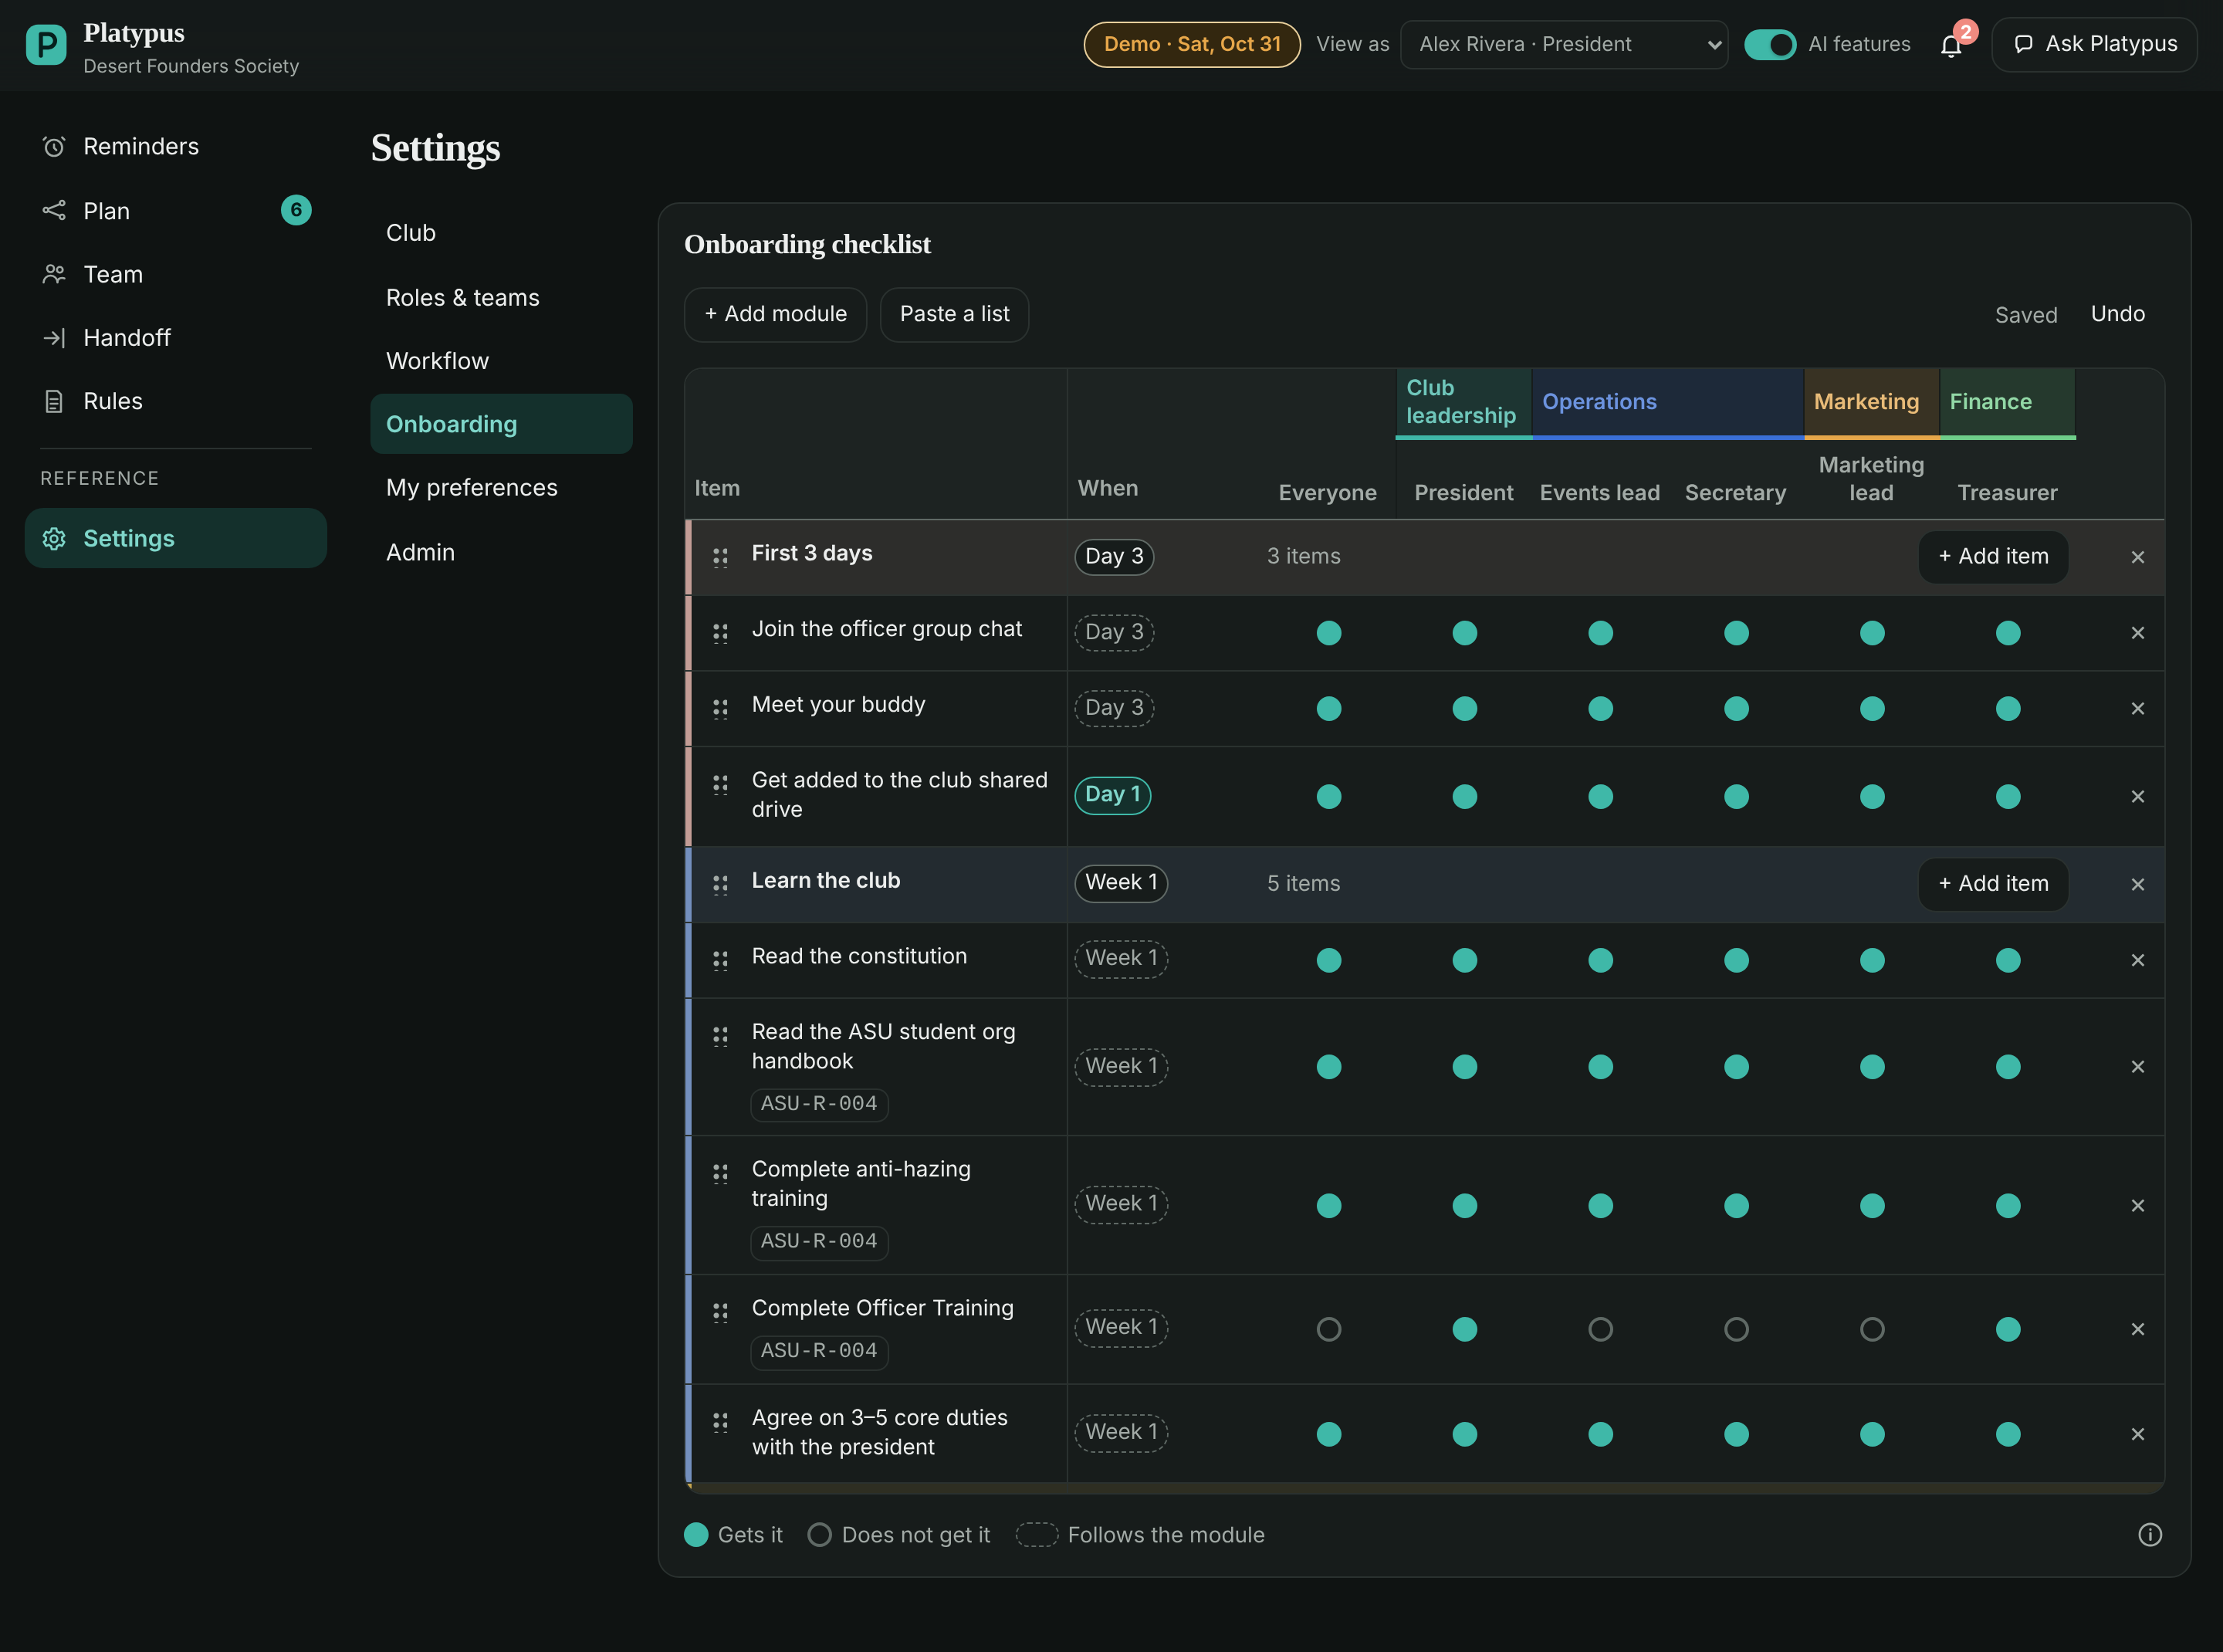 P
Platypus
Desert Founders Society
Demo · Sat, Oct 31
View as
Alex Rivera · President
AI features
2
Ask Platypus
Reminders
Plan
6
Team
Handoff
Rules
REFERENCE
Settings
Settings
Club
Roles & teams
Workflow
Onboarding
My preferences
Admin
Onboarding checklist
+ Add module
Paste a list
Saved
Undo
Club
leadership
Operations
Marketing
Finance
Item
When
Everyone
President
Events lead
Secretary
Marketing
lead
Treasurer
First 3 days
Day 3
3 items
+ Add item
×
Join the officer group chat
Day 3
×
Meet your buddy
Day 3
×
Get added to the club shared
drive
Day 1
×
Learn the club
Week 1
5 items
+ Add item
×
Read the constitution
Week 1
×
Read the ASU student org
handbook
ASU-R-004
Week 1
×
Complete anti-hazing
training
ASU-R-004
Week 1
×
Complete Officer Training
ASU-R-004
Week 1
×
Agree on 3–5 core duties
with the president
Week 1
×
Gets it
Does not get it
Follows the module